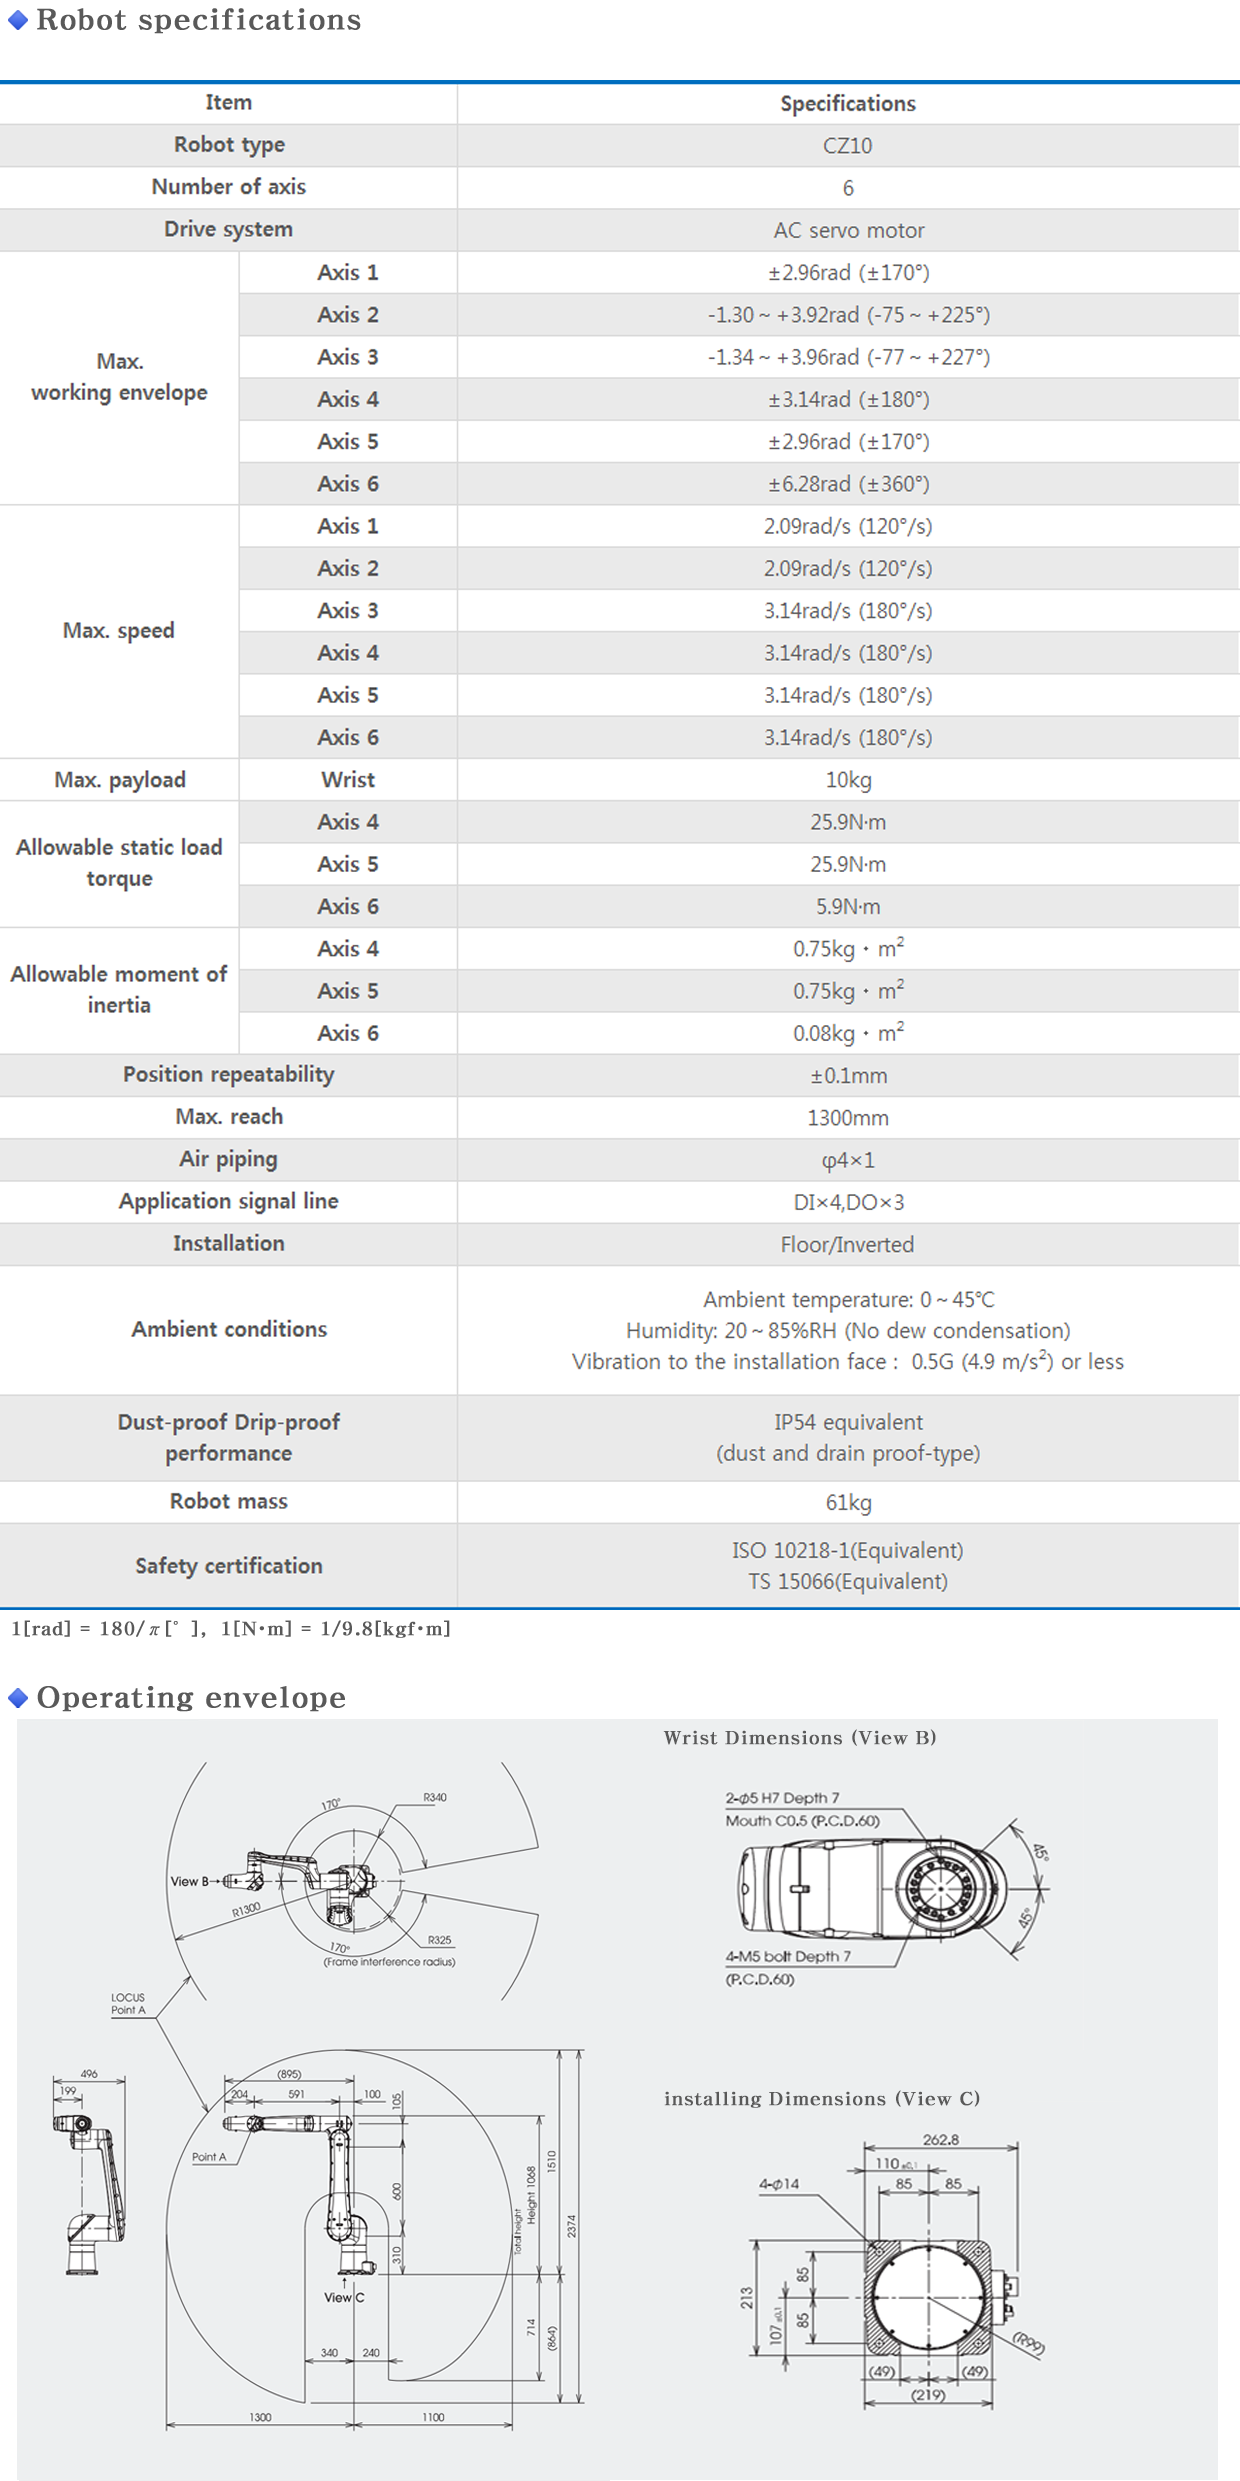 Robot specifications
Item Specifications
Robot type CZ10
Number of axis 6
Drive system AC servo motor
Max.
working envelope
Axis 1 ±2.96rad (±170°)
Axis 2 -1.30 ~ +3.92rad (-75 ~ +225°)
Axis 3 -1.34 ~ +3.96rad (-77 ~ +227°)
Axis 4 ±3.14rad (±180°)
Axis 5 ±2.96rad (±170°)
Axis 6 ±6.28rad (±360°)
Max. speed
Axis 1 2.09rad/s (120°/s)
Axis 2 2.09rad/s (120°/s)
Axis 3 3.14rad/s (180°/s)
Axis 4 3.14rad/s (180°/s)
Axis 5 3.14rad/s (180°/s)
Axis 6 3.14rad/s (180°/s)
Max. payload Wrist 10kg
Allowable static load
torque
Axis 4 25.9N·m
Axis 5 25.9N·m
Axis 6 5.9N·m
Allowable moment of
inertia
Axis 4 0.75kg・m²
Axis 5 0.75kg・m²
Axis 6 0.08kg・m²
Position repeatability ±0.1mm
Max. reach 1300mm
Air piping φ4×1
Application signal line DI×4,DO×3
Installation Floor/Inverted
Ambient conditions
Ambient temperature: 0 ~ 45℃
Humidity: 20 ~ 85%RH (No dew condensation)
Vibration to the installation face : 0.5G (4.9 m/s²) or less
Dust-proof Drip-proof
performance
IP54 equivalent
(dust and drain proof-type)
Robot mass 61kg
Safety certification
ISO 10218-1(Equivalent)
TS 15066(Equivalent)
1[rad] = 180/π[° ], 1[N·m] = 1/9.8[kgf·m]
Operating envelope
170°
R340
View B
R1300
170°
R325
(Frame interference radius)
LOCUS
Point A
496
199
(895)
204 591 100
105
Point A
600
310
View C
Total height
Height 1068
1510
2374
714
(864)
340 240
1300 1100
Wrist Dimensions (View B)
2-φ5 H7 Depth 7
Mouth C0.5 (P.C.D.60)
45°
45°
4-M5 bolt Depth 7
(P.C.D.60)
installing Dimensions (View C)
262.8
110 ±0.1
4-φ14
85 85
213
107 ±0.1
85
85
(R99)
(49) (49)
(219)